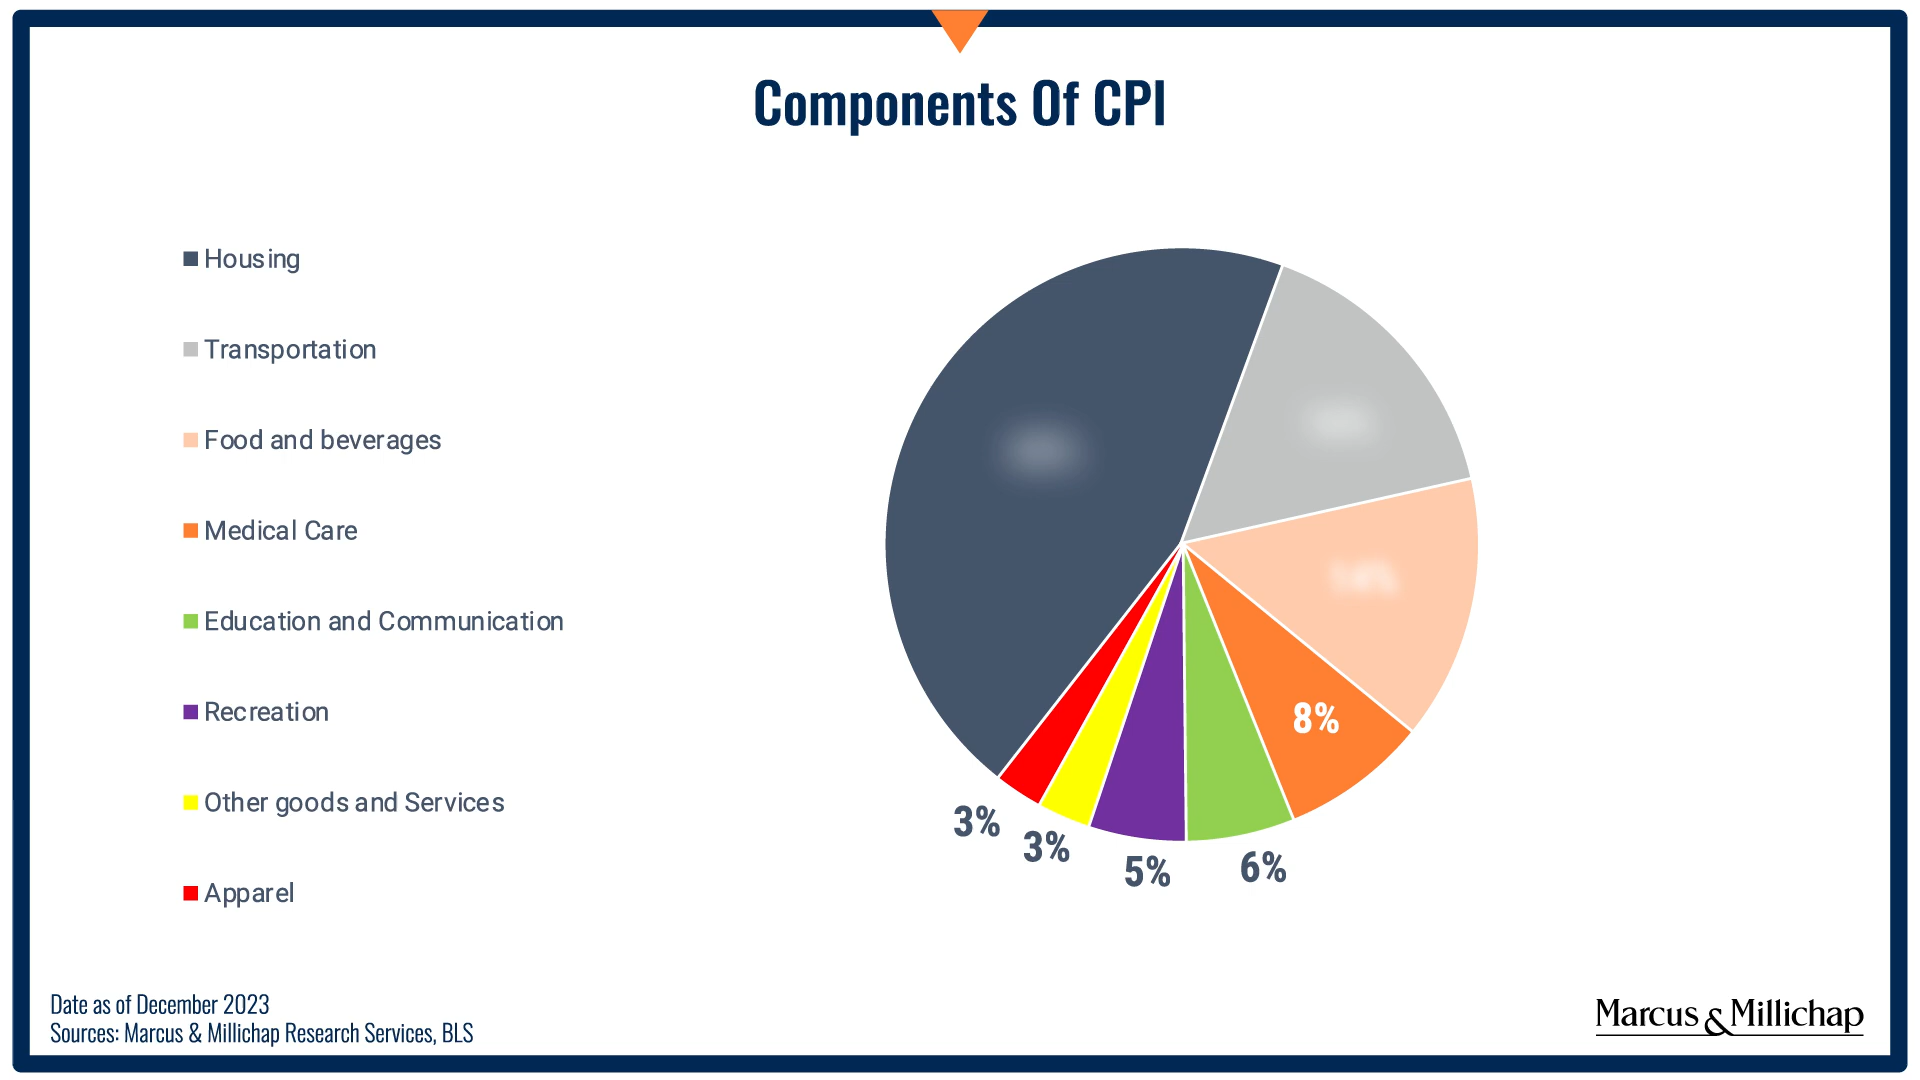 Components Of CPI
Housing
Transportation
Food and beverages
Medical Care
Education and Communication
Recreation
Other goods and Services
Apparel
8%
3%
3%
5%
6%
Date as of December 2023
Sources: Marcus & Millichap Research Services, BLS
Marcus & Millichap